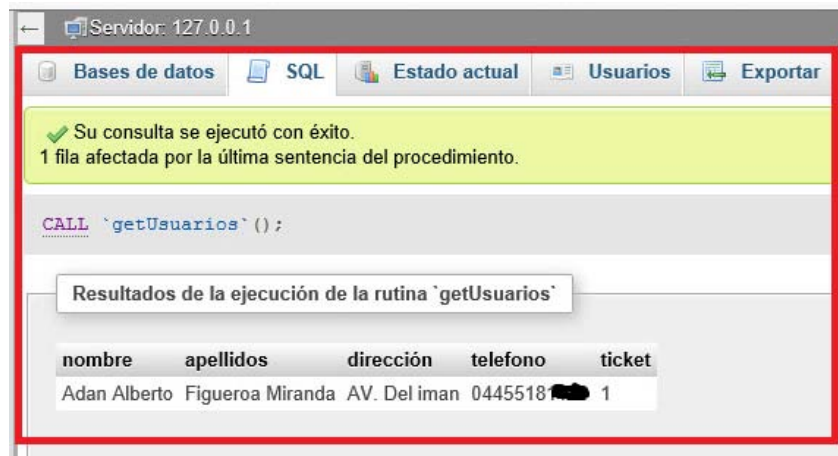 Servidor: 127.0.0.1
Bases de datos SQL Estado actual Usuarios Exportar
Su consulta se ejecutó con éxito.
1 fila afectada por la última sentencia del procedimiento.
CALL `getUsuarios`();
Resultados de la ejecución de la rutina `getUsuarios`
nombre apellidos dirección telefono ticket
Adan Alberto Figueroa Miranda AV. Del iman 04455181 1